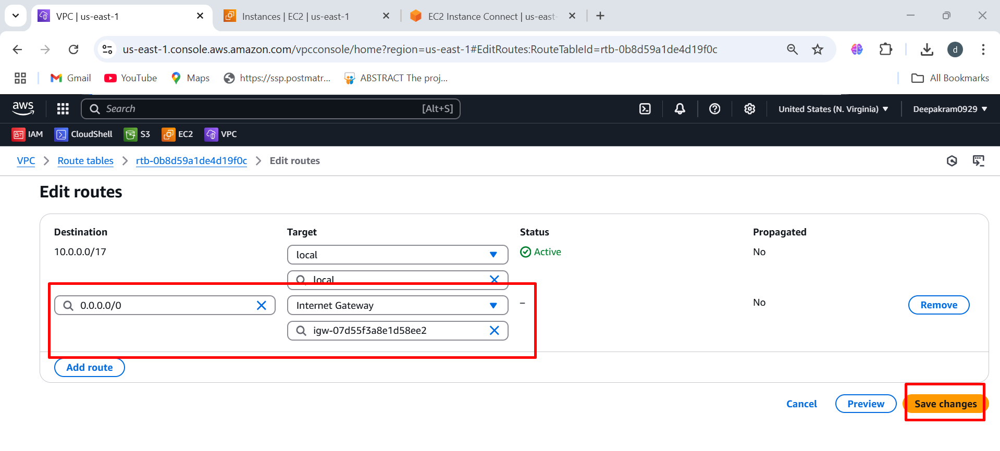 VPC | us-east-1
Instances | EC2 | us-east-1
EC2 Instance Connect | us-east-
us-east-1.console.aws.amazon.com/vpcconsole/home?region=us-east-1#EditRoutes:RouteTableId=rtb-0b8d59a1de4d19f0c
d
Gmail
YouTube
Maps
https://ssp.postmatr...
ABSTRACT The proj...
All Bookmarks
aws
Search
[Alt+S]
United States (N. Virginia)
Deepakram0929
IAM
CloudShell
S3
EC2
VPC
VPC
Route tables
rtb-0b8d59a1de4d19f0c
Edit routes
Edit routes
Destination
Target
Status
Propagated
10.0.0.0/17
local
Active
No
local
0.0.0.0/0
Internet Gateway
–
No
Remove
igw-07d55f3a8e1d58ee2
Add route
Cancel
Preview
Save changes